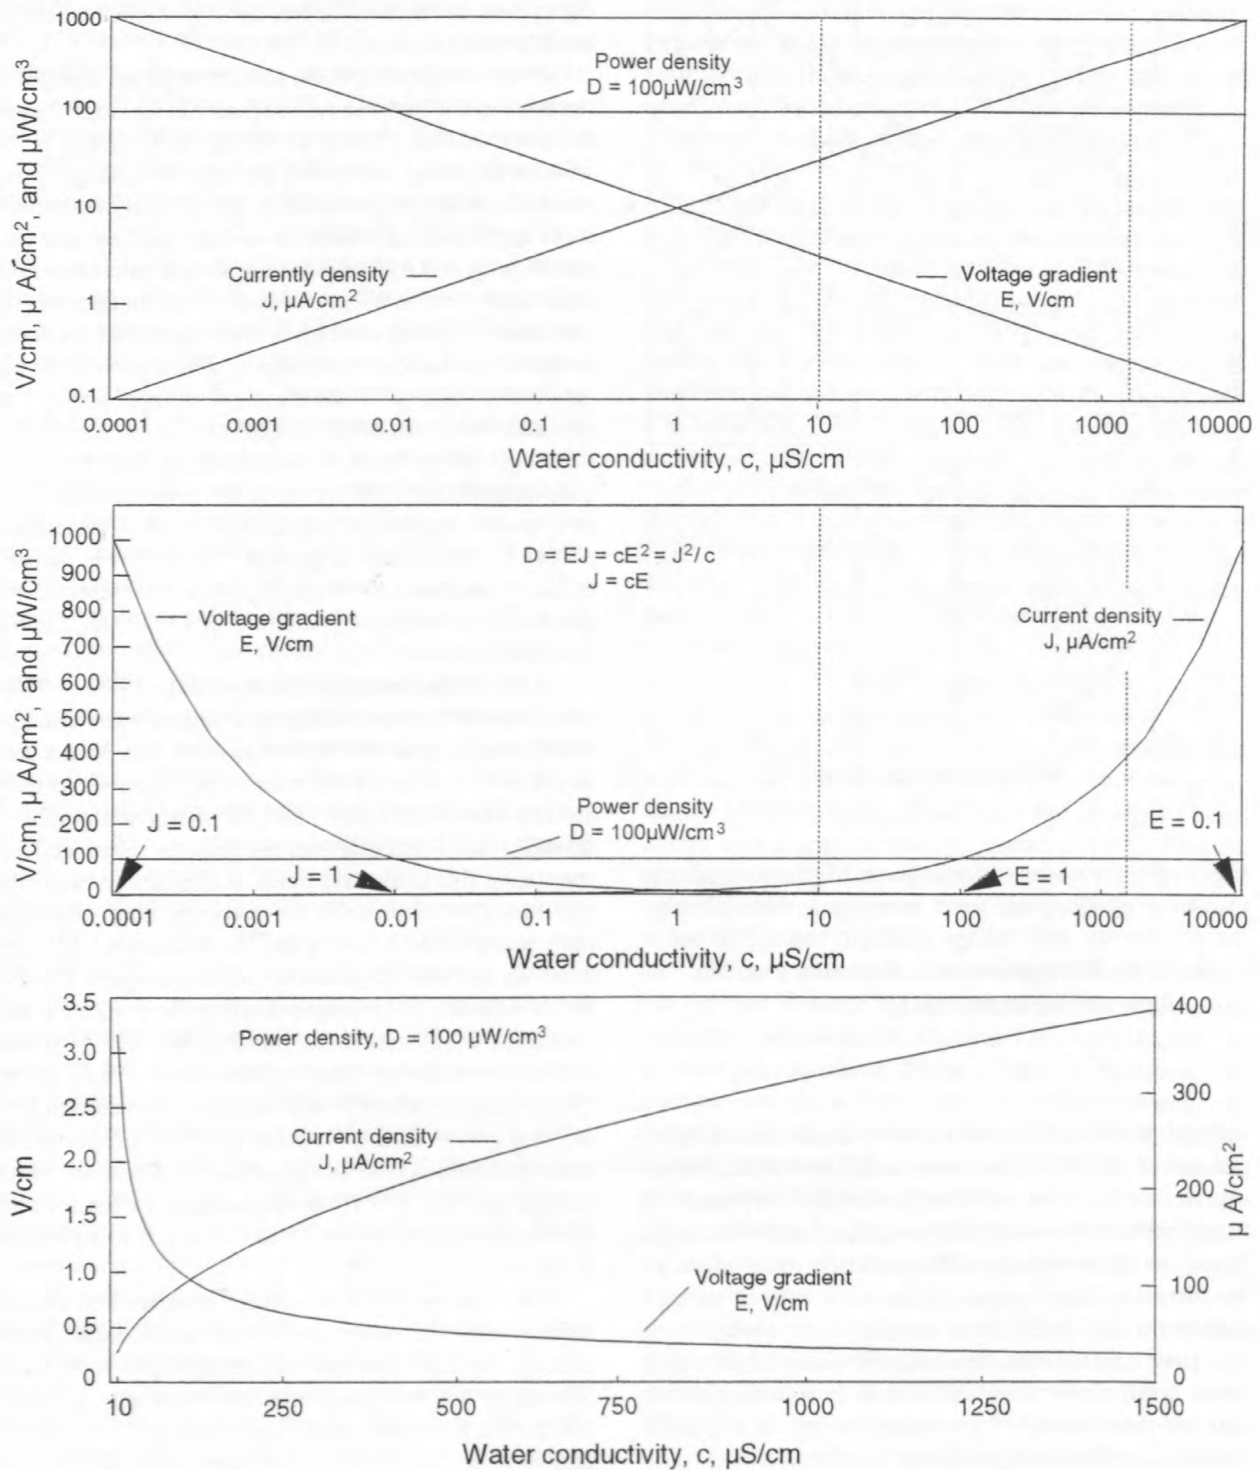 V/cm, µ A/cm², and µW/cm³
1000
100
10
1
0.1
Power density
D = 100µW/cm³
Currently density
J, µA/cm²
Voltage gradient
E, V/cm
0.0001 0.001 0.01 0.1 1 10 100 1000 10000
Water conductivity, c, µS/cm
V/cm, µ A/cm², and µW/cm³
1000
900
800
700
600
500
400
300
200
100
0
D = EJ = cE² = J²/c
J = cE
Voltage gradient
E, V/cm
Current density
J, µA/cm²
Power density
D = 100µW/cm³
J = 0.1
J = 1
E = 1
E = 0.1
0.0001 0.001 0.01 0.1 1 10 100 1000 10000
Water conductivity, c, µS/cm
V/cm
3.5
3.0
2.5
2.0
1.5
1.0
0.5
0
Power density, D = 100 µW/cm³
Current density
J, µA/cm²
Voltage gradient
E, V/cm
400
300
200
100
0
µ A/cm²
10 250 500 750 1000 1250 1500
Water conductivity, c, µS/cm